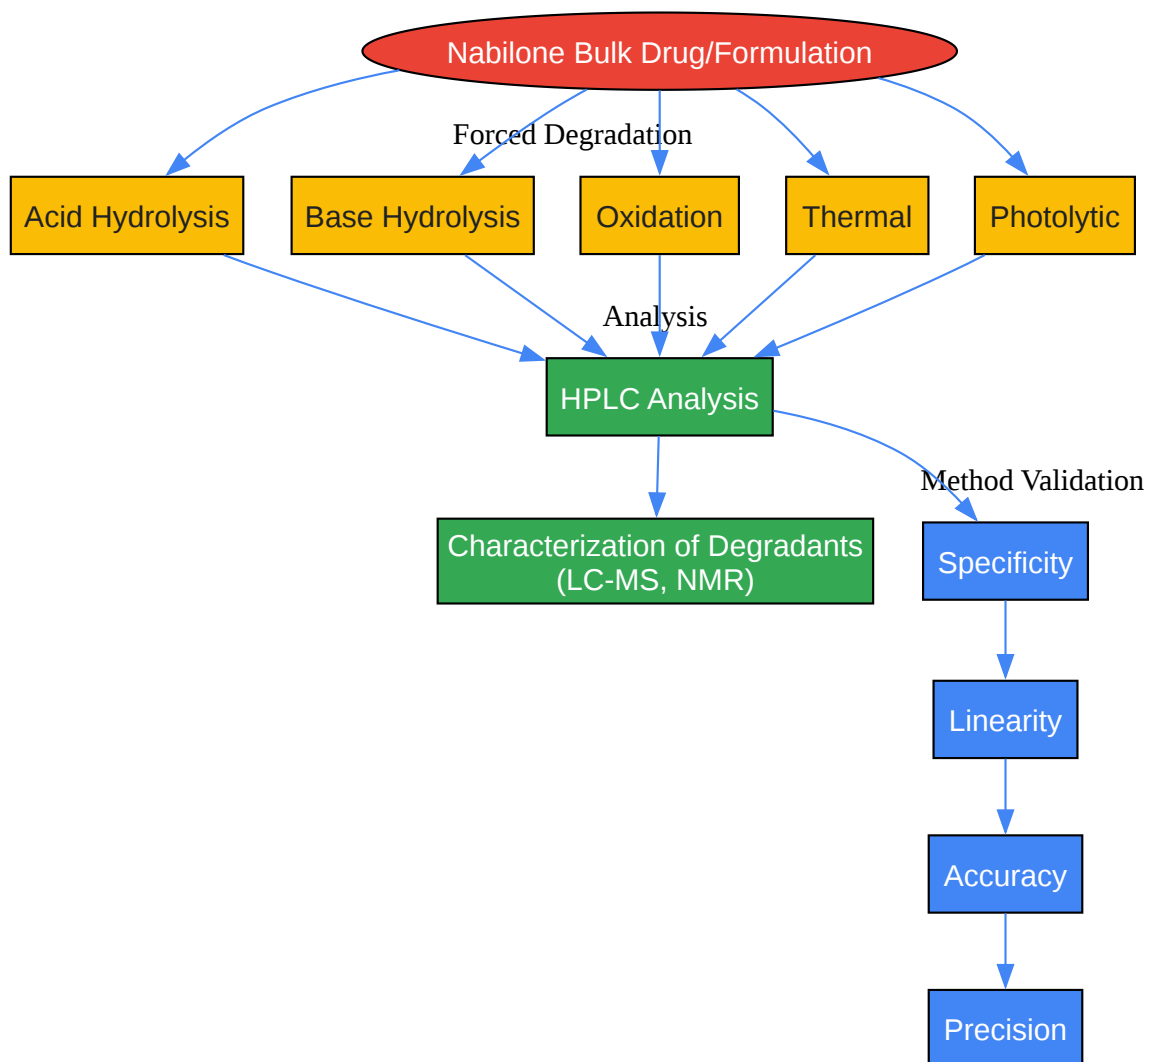 Nabilone Bulk Drug/Formulation
Forced Degradation
Acid Hydrolysis
Base Hydrolysis
Oxidation
Thermal
Photolytic
Analysis
HPLC Analysis
Method Validation
Characterization of Degradants
(LC-MS, NMR)
Specificity
Linearity
Accuracy
Precision